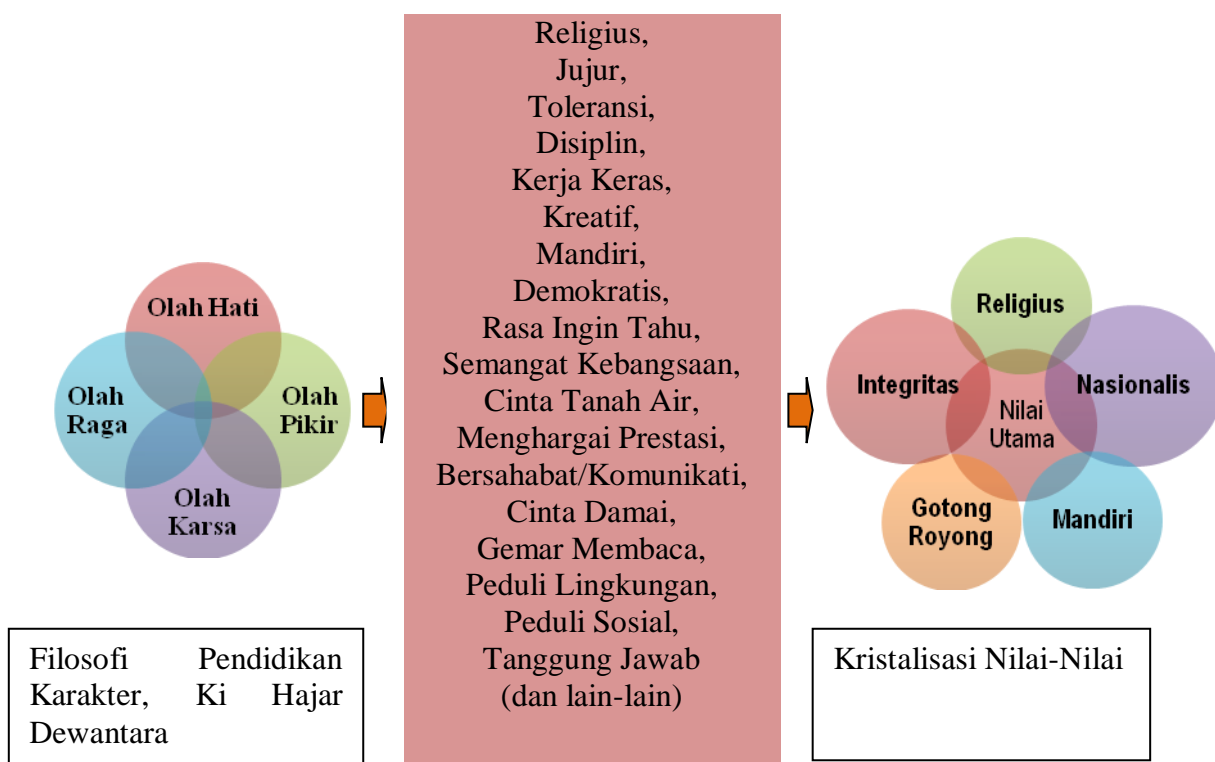 Olah Hati
Olah
Raga
Olah
Pikir
Olah
Karsa
Filosofi Pendidikan
Karakter, Ki Hajar
Dewantara
Religius,
Jujur,
Toleransi,
Disiplin,
Kerja Keras,
Kreatif,
Mandiri,
Demokratis,
Rasa Ingin Tahu,
Semangat Kebangsaan,
Cinta Tanah Air,
Menghargai Prestasi,
Bersahabat/Komunikati,
Cinta Damai,
Gemar Membaca,
Peduli Lingkungan,
Peduli Sosial,
Tanggung Jawab
(dan lain-lain)
Religius
Integritas
Nasionalis
Nilai
Utama
Gotong
Royong
Mandiri
Kristalisasi Nilai-Nilai